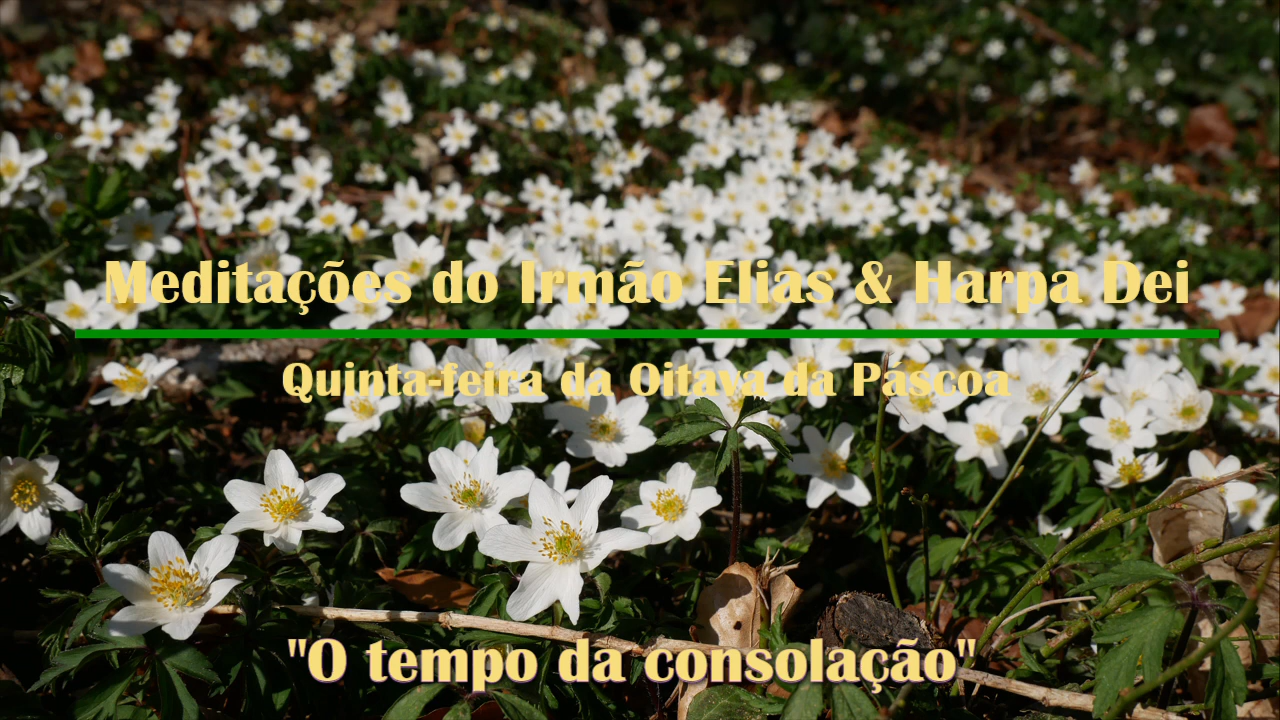 Meditações do Irmão Elias & Harpa Dei
Quinta-feira da Oitava da Páscoa
"O tempo da consolação"